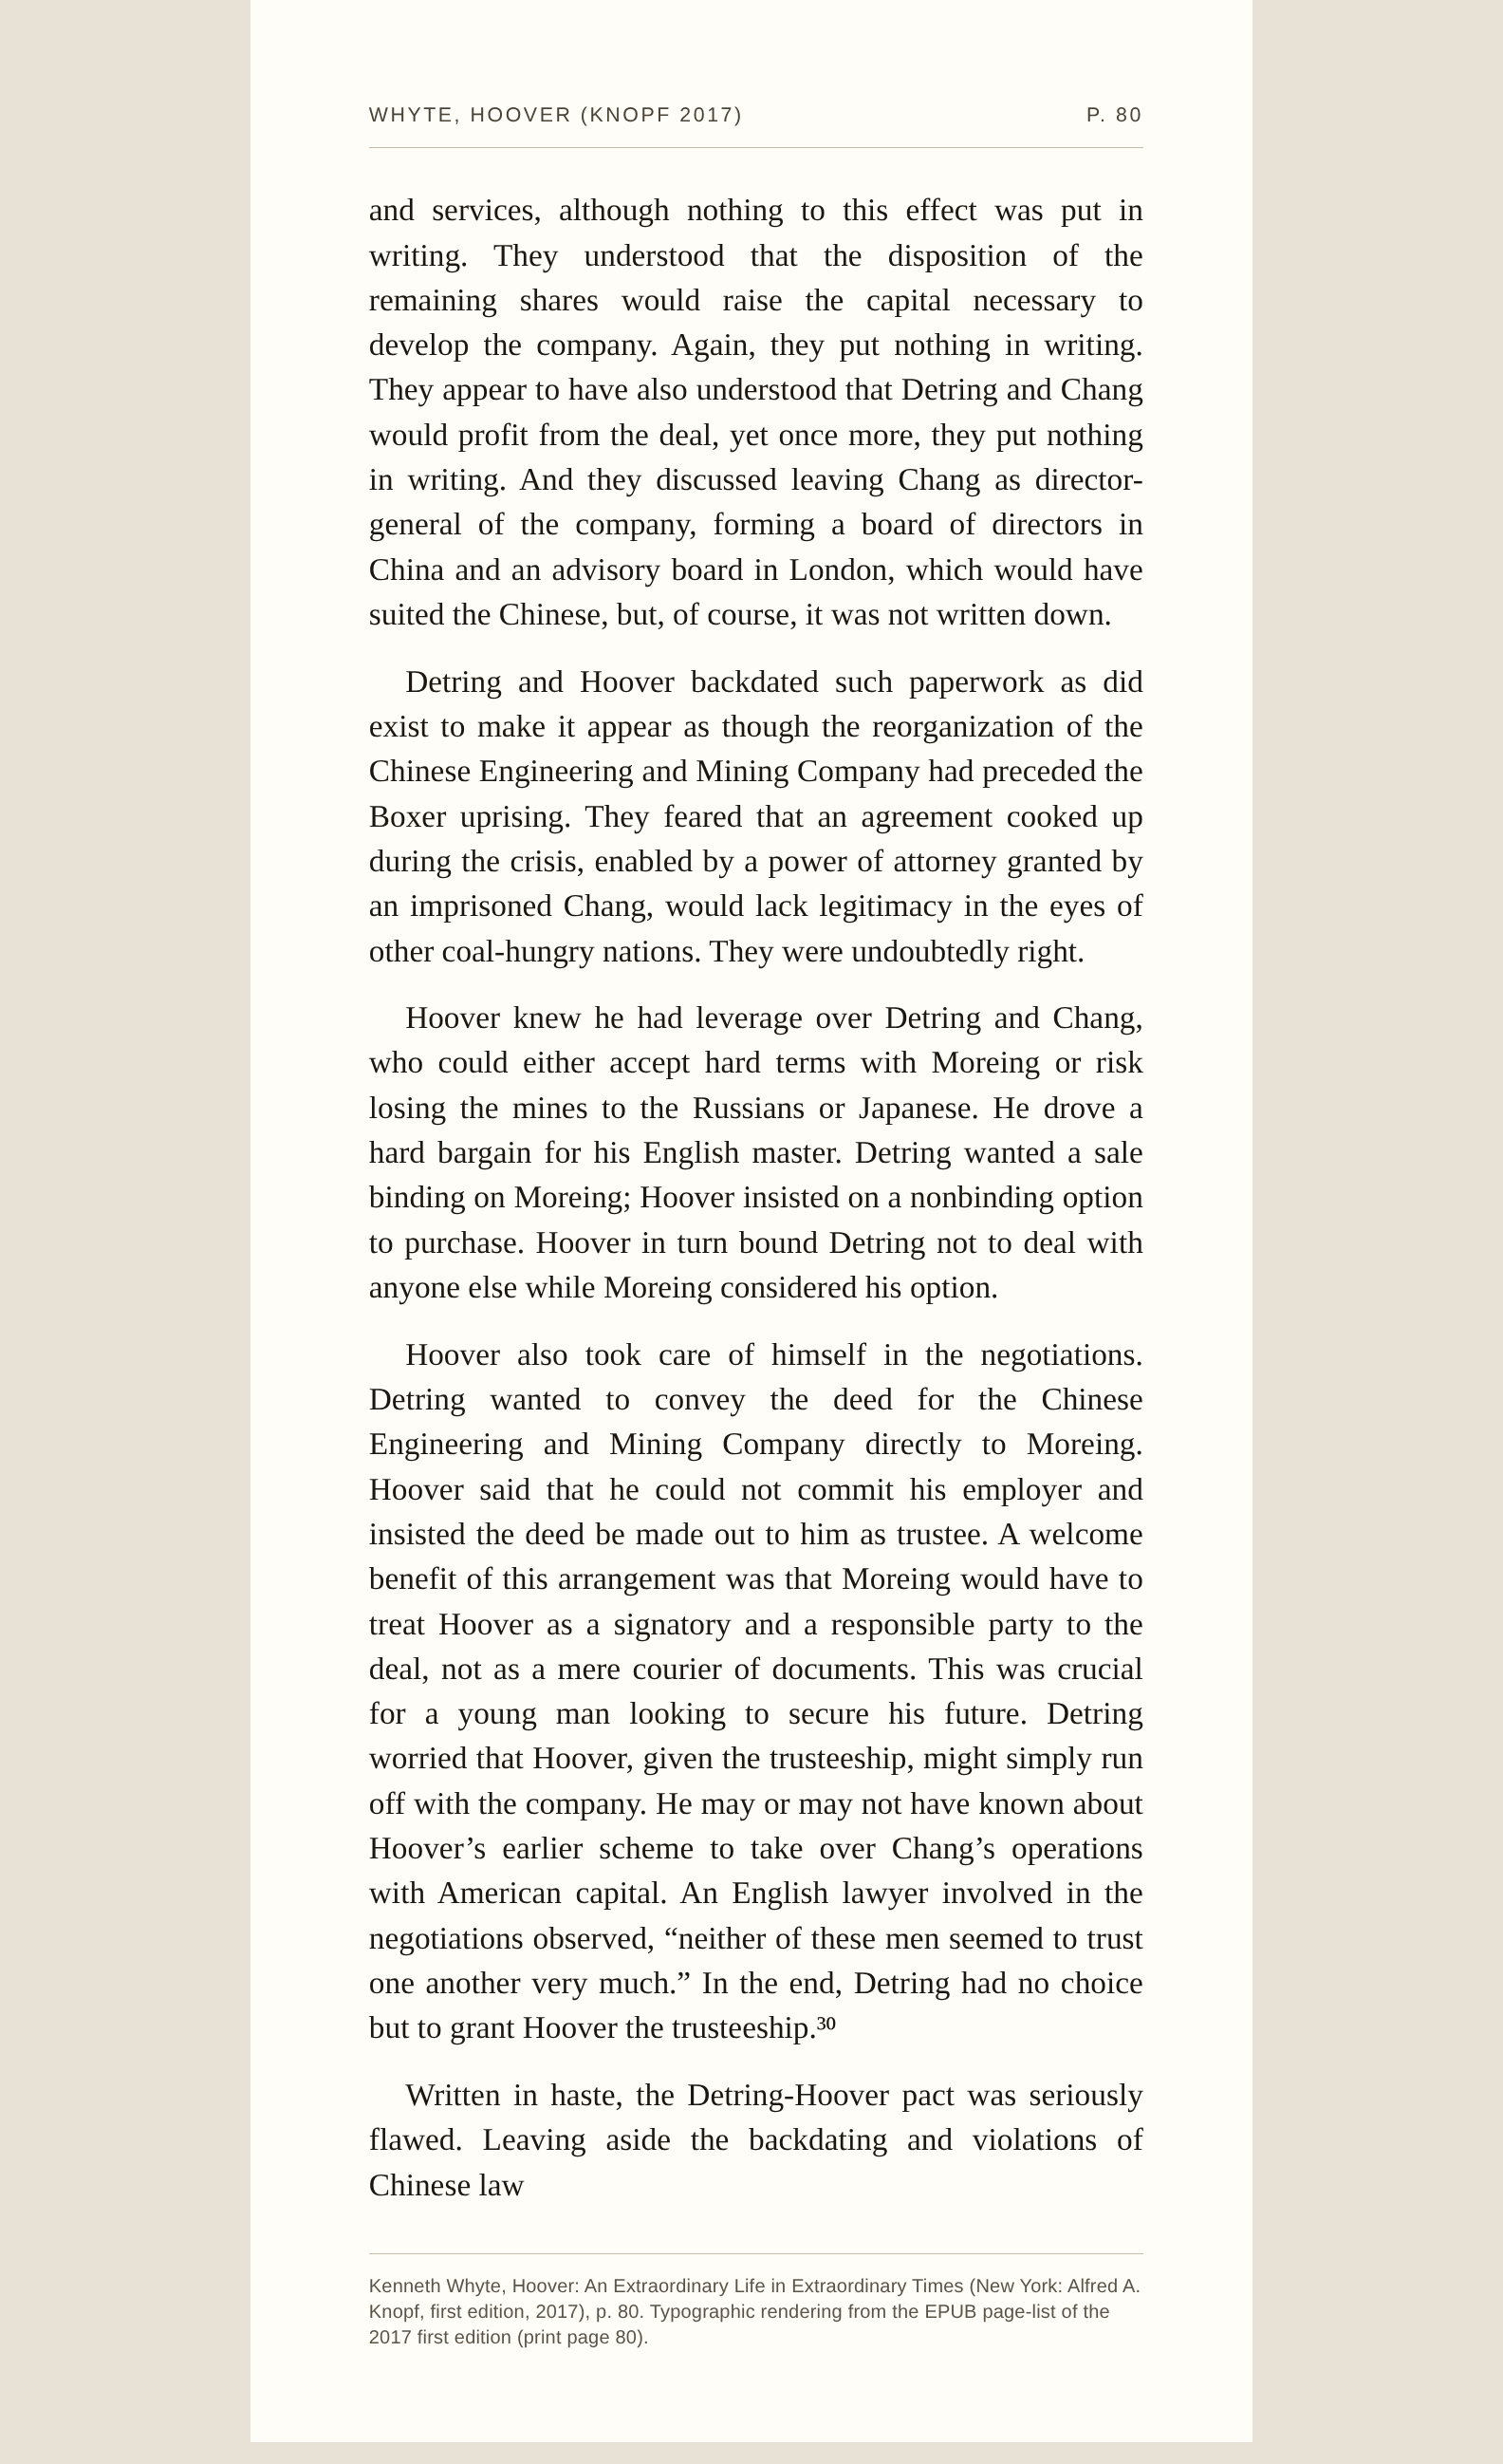 WHYTE, HOOVER (KNOPF 2017) P. 80
and services, although nothing to this effect was put in
writing. They understood that the disposition of the
remaining shares would raise the capital necessary to
develop the company. Again, they put nothing in writing.
They appear to have also understood that Detring and Chang
would profit from the deal, yet once more, they put nothing
in writing. And they discussed leaving Chang as director-
general of the company, forming a board of directors in
China and an advisory board in London, which would have
suited the Chinese, but, of course, it was not written down.
Detring and Hoover backdated such paperwork as did
exist to make it appear as though the reorganization of the
Chinese Engineering and Mining Company had preceded the
Boxer uprising. They feared that an agreement cooked up
during the crisis, enabled by a power of attorney granted by
an imprisoned Chang, would lack legitimacy in the eyes of
other coal-hungry nations. They were undoubtedly right.
Hoover knew he had leverage over Detring and Chang,
who could either accept hard terms with Moreing or risk
losing the mines to the Russians or Japanese. He drove a
hard bargain for his English master. Detring wanted a sale
binding on Moreing; Hoover insisted on a nonbinding option
to purchase. Hoover in turn bound Detring not to deal with
anyone else while Moreing considered his option.
Hoover also took care of himself in the negotiations.
Detring wanted to convey the deed for the Chinese
Engineering and Mining Company directly to Moreing.
Hoover said that he could not commit his employer and
insisted the deed be made out to him as trustee. A welcome
benefit of this arrangement was that Moreing would have to
treat Hoover as a signatory and a responsible party to the
deal, not as a mere courier of documents. This was crucial
for a young man looking to secure his future. Detring
worried that Hoover, given the trusteeship, might simply run
off with the company. He may or may not have known about
Hoover’s earlier scheme to take over Chang’s operations
with American capital. An English lawyer involved in the
negotiations observed, “neither of these men seemed to trust
one another very much.” In the end, Detring had no choice
but to grant Hoover the trusteeship.³⁰
Written in haste, the Detring-Hoover pact was seriously
flawed. Leaving aside the backdating and violations of
Chinese law
Kenneth Whyte, Hoover: An Extraordinary Life in Extraordinary Times (New York: Alfred A.
Knopf, first edition, 2017), p. 80. Typographic rendering from the EPUB page-list of the
2017 first edition (print page 80).